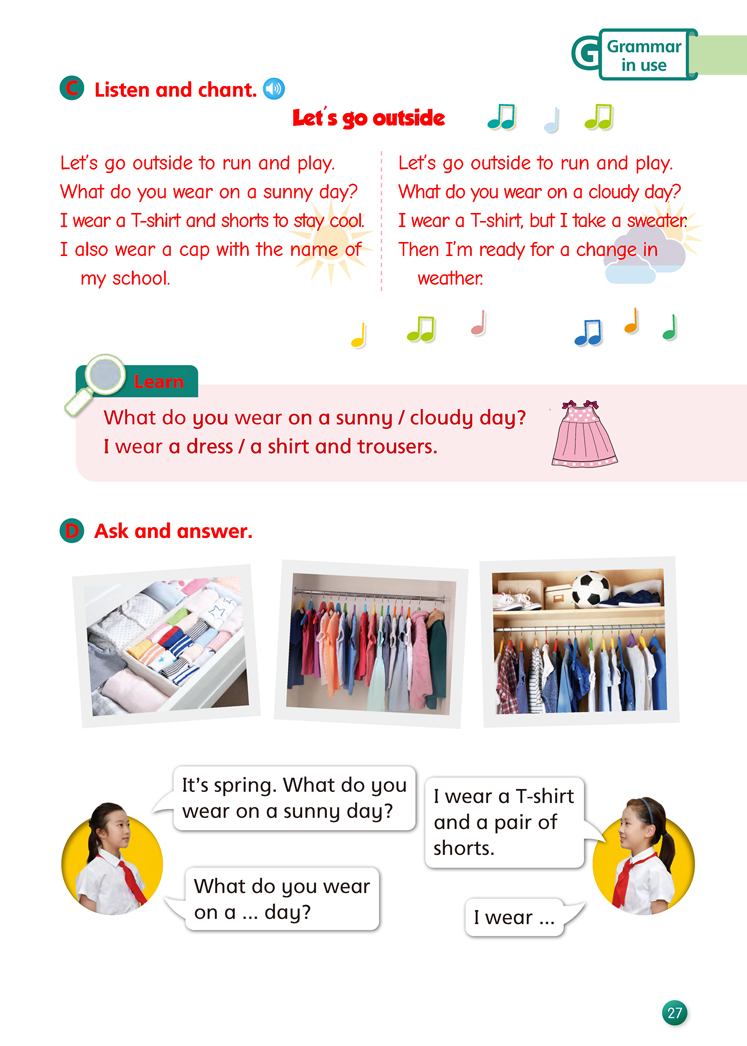 G Grammar
in use
C Listen and chant.
Let's go outside
Let's go outside to run and play.
What do you wear on a sunny day?
I wear a T-shirt and shorts to stay cool.
I also wear a cap with the name of
my school.
Let's go outside to run and play.
What do you wear on a cloudy day?
I wear a T-shirt, but I take a sweater.
Then I'm ready for a change in
weather.
Learn
What do you wear on a sunny / cloudy day?
I wear a dress / a shirt and trousers.
D Ask and answer.
It's spring. What do you
wear on a sunny day?
I wear a T-shirt
and a pair of
shorts.
What do you wear
on a ... day?
I wear ...
27